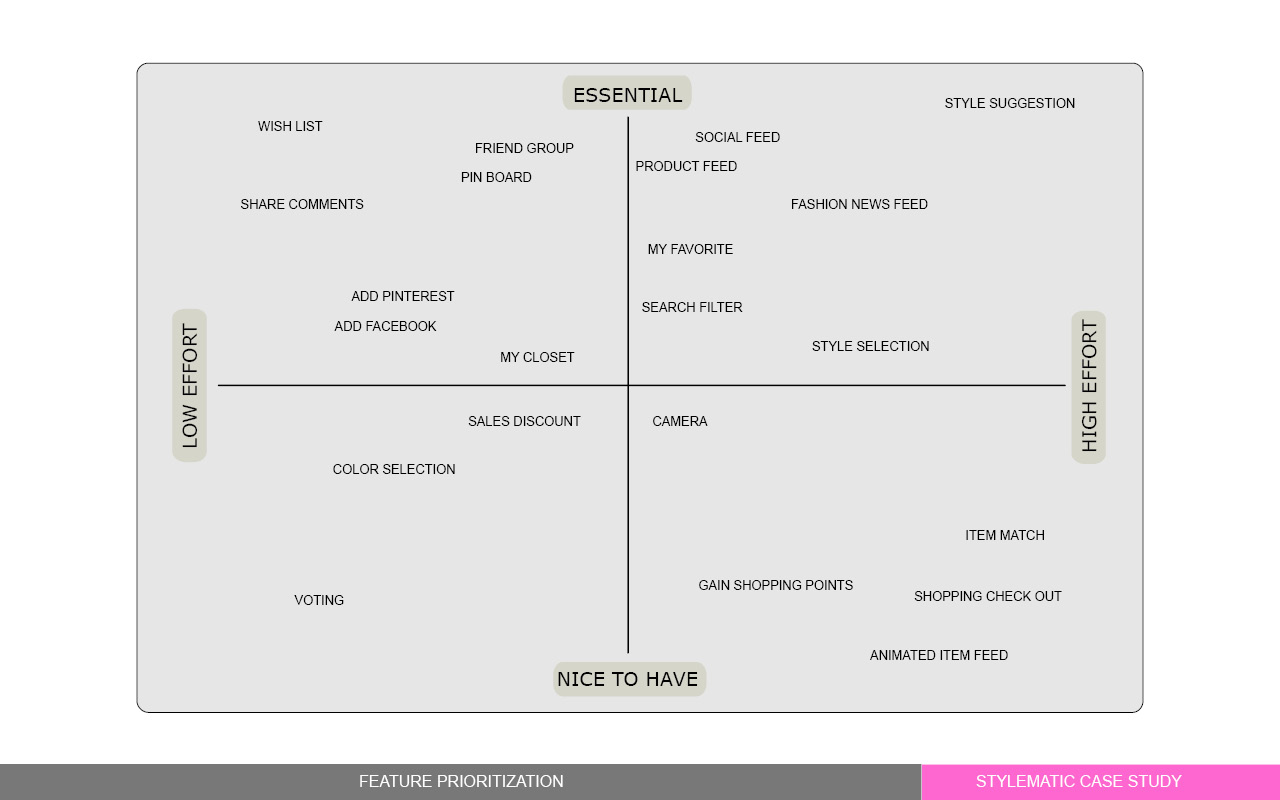 ESSENTIAL
STYLE SUGGESTION
WISH LIST
SOCIAL FEED
FRIEND GROUP
PRODUCT FEED
PIN BOARD
SHARE COMMENTS
FASHION NEWS FEED
MY FAVORITE
ADD PINTEREST
SEARCH FILTER
ADD FACEBOOK
STYLE SELECTION
MY CLOSET
LOW EFFORT
HIGH EFFORT
SALES DISCOUNT
CAMERA
COLOR SELECTION
ITEM MATCH
GAIN SHOPPING POINTS
SHOPPING CHECK OUT
VOTING
ANIMATED ITEM FEED
NICE TO HAVE
FEATURE PRIORITIZATION
STYLEMATIC CASE STUDY